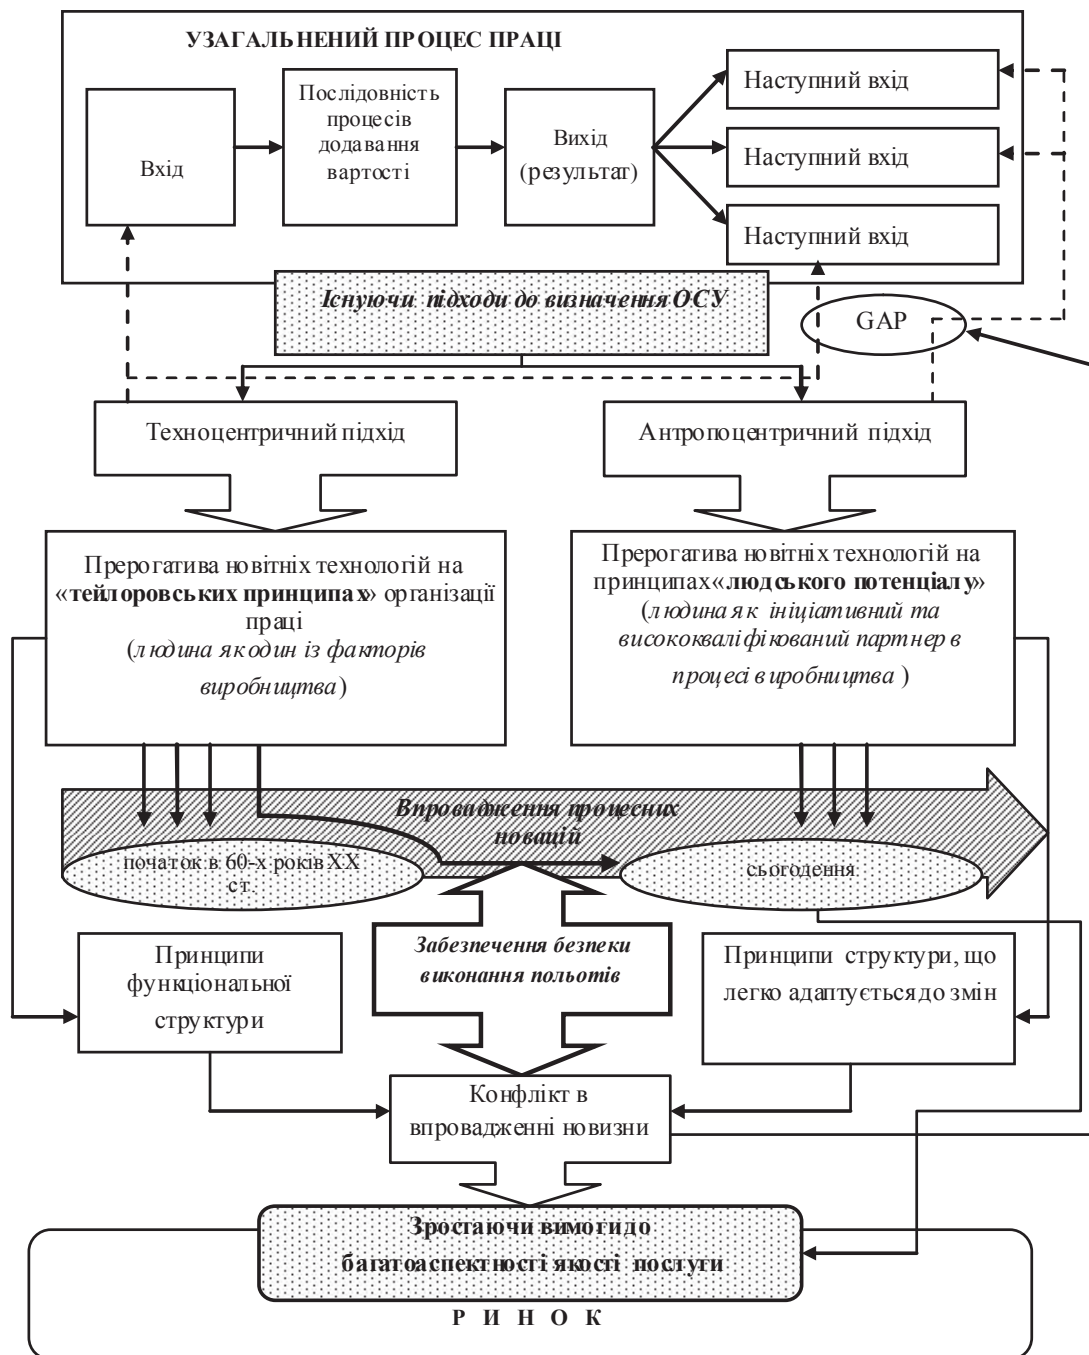 УЗАГАЛЬНЕНИЙ ПРОЦЕС ПРАЦІ
Вхід
Послідовність
процесів
додавання
вартості
Вихід
(результат)
Наступний вхід
Наступний вхід
Наступний вхід
Існуючи підходи до визначення ОСУ
GAP
Техноцентричний підхід
Антропоцентричний підхід
Прерогатива новітніх технологій на
«тейлоровських принципах» організації
праці
(людина як один із факторів
виробництва)
Прерогатива новітніх технологій на
принципах «людського потенціалу»
(людина як ініціативний та
висококваліфікований партнер в
процесі виробництва )
Впровадження процесних
новацій
початок в 60-х років ХХ
ст.
сьогодення
Принципи
функціональної
структури
Забезпечення безпеки
виконання польотів
Принципи структури, що
легко адаптується до змін
Конфлікт в
впровадженні новизни
Зростаючи вимоги до
багатоаспектності якості послуги
Р И Н О К